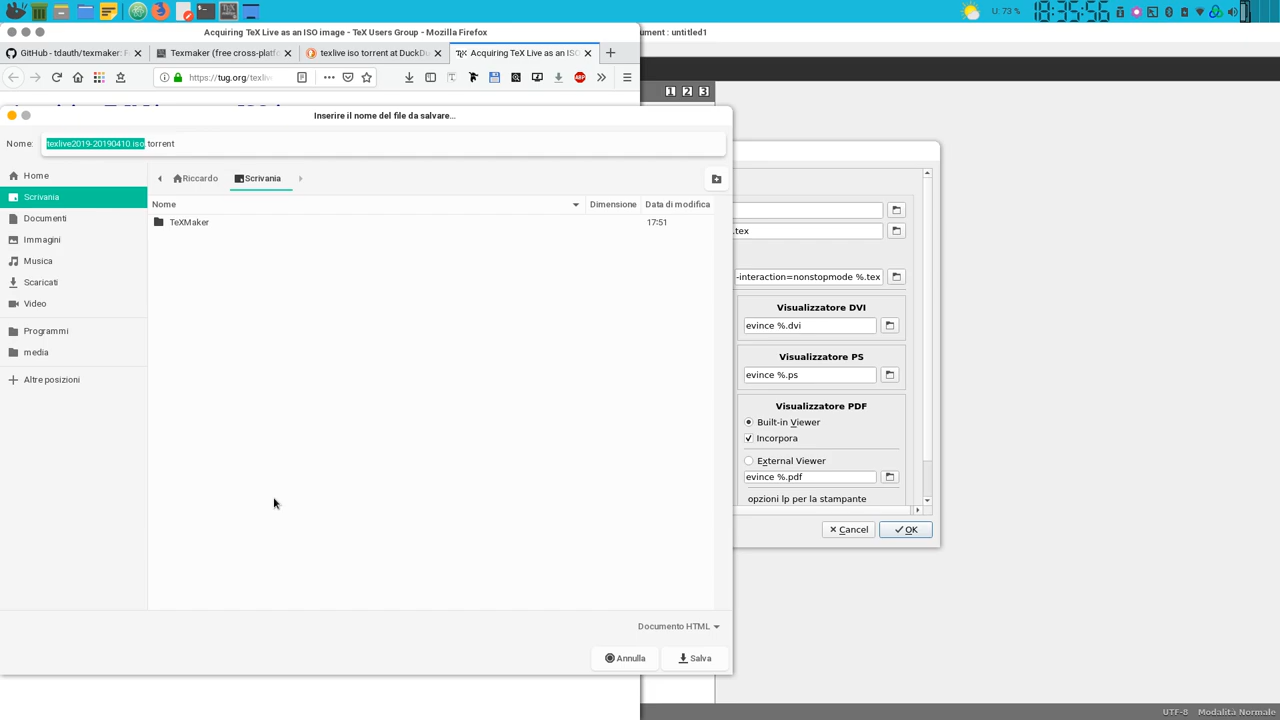 U: 73 %
18:35:56
Acquiring TeX Live as an ISO image - TeX Users Group - Mozilla Firefox
ument : untitled1
GitHub - tdauth/texmaker: F
Texmaker (free cross-platf
texlive iso torrent at DuckDu
Acquiring TeX Live as an ISO
https://tug.org/texliv
ABP
1 2 3
Inserire il nome del file da salvare...
Nome: texlive2019-20190410.iso.torrent
Home
Riccardo
Scrivania
Scrivania
Nome
Dimensione
Data di modifica
TeXMaker
17:51
Documenti
Immagini
Musica
Scaricati
Video
Programmi
media
Altre posizioni
Documento HTML
Annulla
Salva
.tex
-interaction=nonstopmode %.tex
Visualizzatore DVI
evince %.dvi
Visualizzatore PS
evince %.ps
Visualizzatore PDF
Built-in Viewer
Incorpora
External Viewer
evince %.pdf
opzioni lp per la stampante
Cancel
OK
UTF-8
Modalità Normale